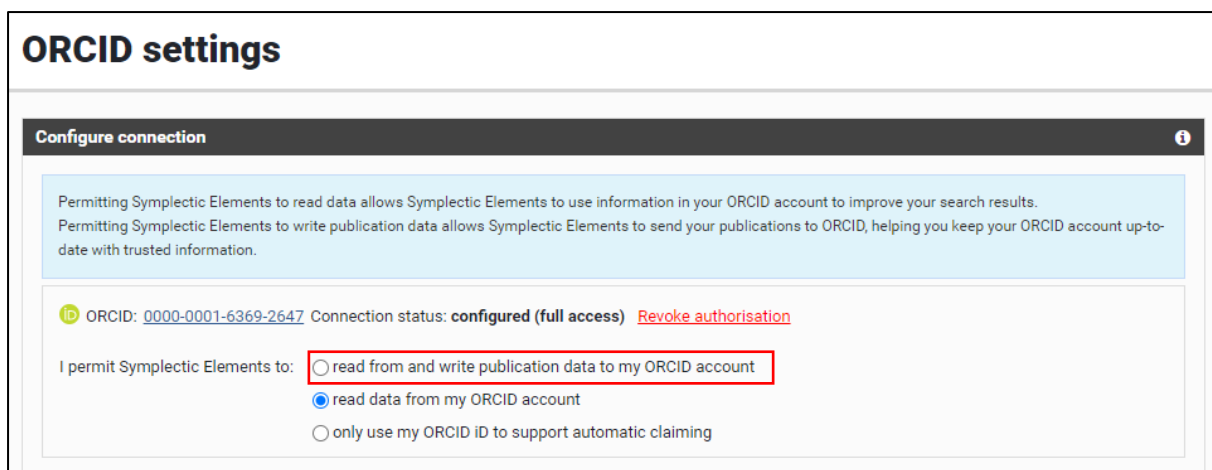 ORCID settings
Configure connection
Permitting Symplectic Elements to read data allows Symplectic Elements to use information in your ORCID account to improve your search results.
Permitting Symplectic Elements to write publication data allows Symplectic Elements to send your publications to ORCID, helping you keep your ORCID account up-to-
date with trusted information.
iD ORCID: 0000-0001-6369-2647 Connection status: configured (full access) Revoke authorisation
I permit Symplectic Elements to: read from and write publication data to my ORCID account
read data from my ORCID account
only use my ORCID iD to support automatic claiming